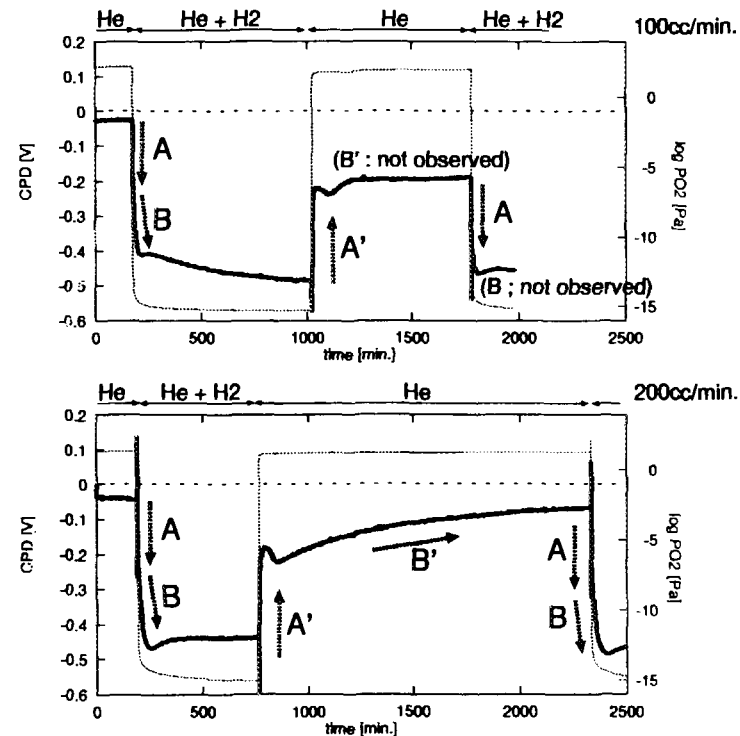 He He + H2 He He + H2 100cc/min.
0.2
0.1
0
-0.1
-0.2
-0.3
-0.4
-0.5
-0.6
CPD [V]
A
B
(B' : not observed)
A'
A
(B ; not observed)
0
-5
-10
-15
log PO2 [Pa]
0 500 1000 1500 2000 2500
time [min.]
He He + H2 He 200cc/min.
0.2
0.1
0
-0.1
-0.2
-0.3
-0.4
-0.5
-0.6
CPD [V]
A
B
A'
B'
A
B
0
-5
-10
-15
log PO2 [Pa]
0 500 1000 1500 2000 2500
time [min.]